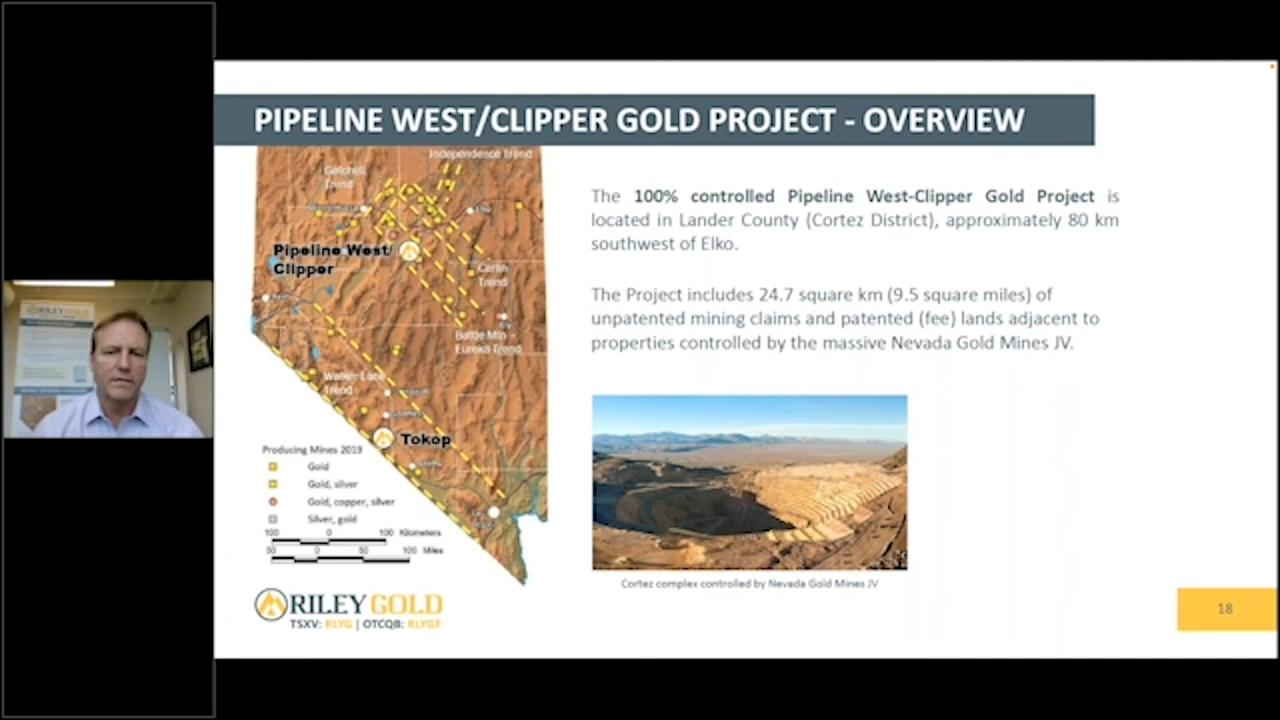 PIPELINE WEST/CLIPPER GOLD PROJECT - OVERVIEW
Independence Trend
Getchell
Trend
Elko
Pipeline West/
Clipper
Carlin
Trend
Battle Mtn
Eureka Trend
Walker Lane
Trend
Tokop
Producing Mines 2019
Gold
Gold, silver
Gold, copper, silver
Silver, gold
100 0 100 Kilometers
50 0 50 100 Miles
RILEY GOLD
TSXV: RLYG | OTCQB: RLYGF
The 100% controlled Pipeline West-Clipper Gold Project is
located in Lander County (Cortez District), approximately 80 km
southwest of Elko.
The Project includes 24.7 square km (9.5 square miles) of
unpatented mining claims and patented (fee) lands adjacent to
properties controlled by the massive Nevada Gold Mines JV.
Cortez complex controlled by Nevada Gold Mines JV
18
RILEYGOLD